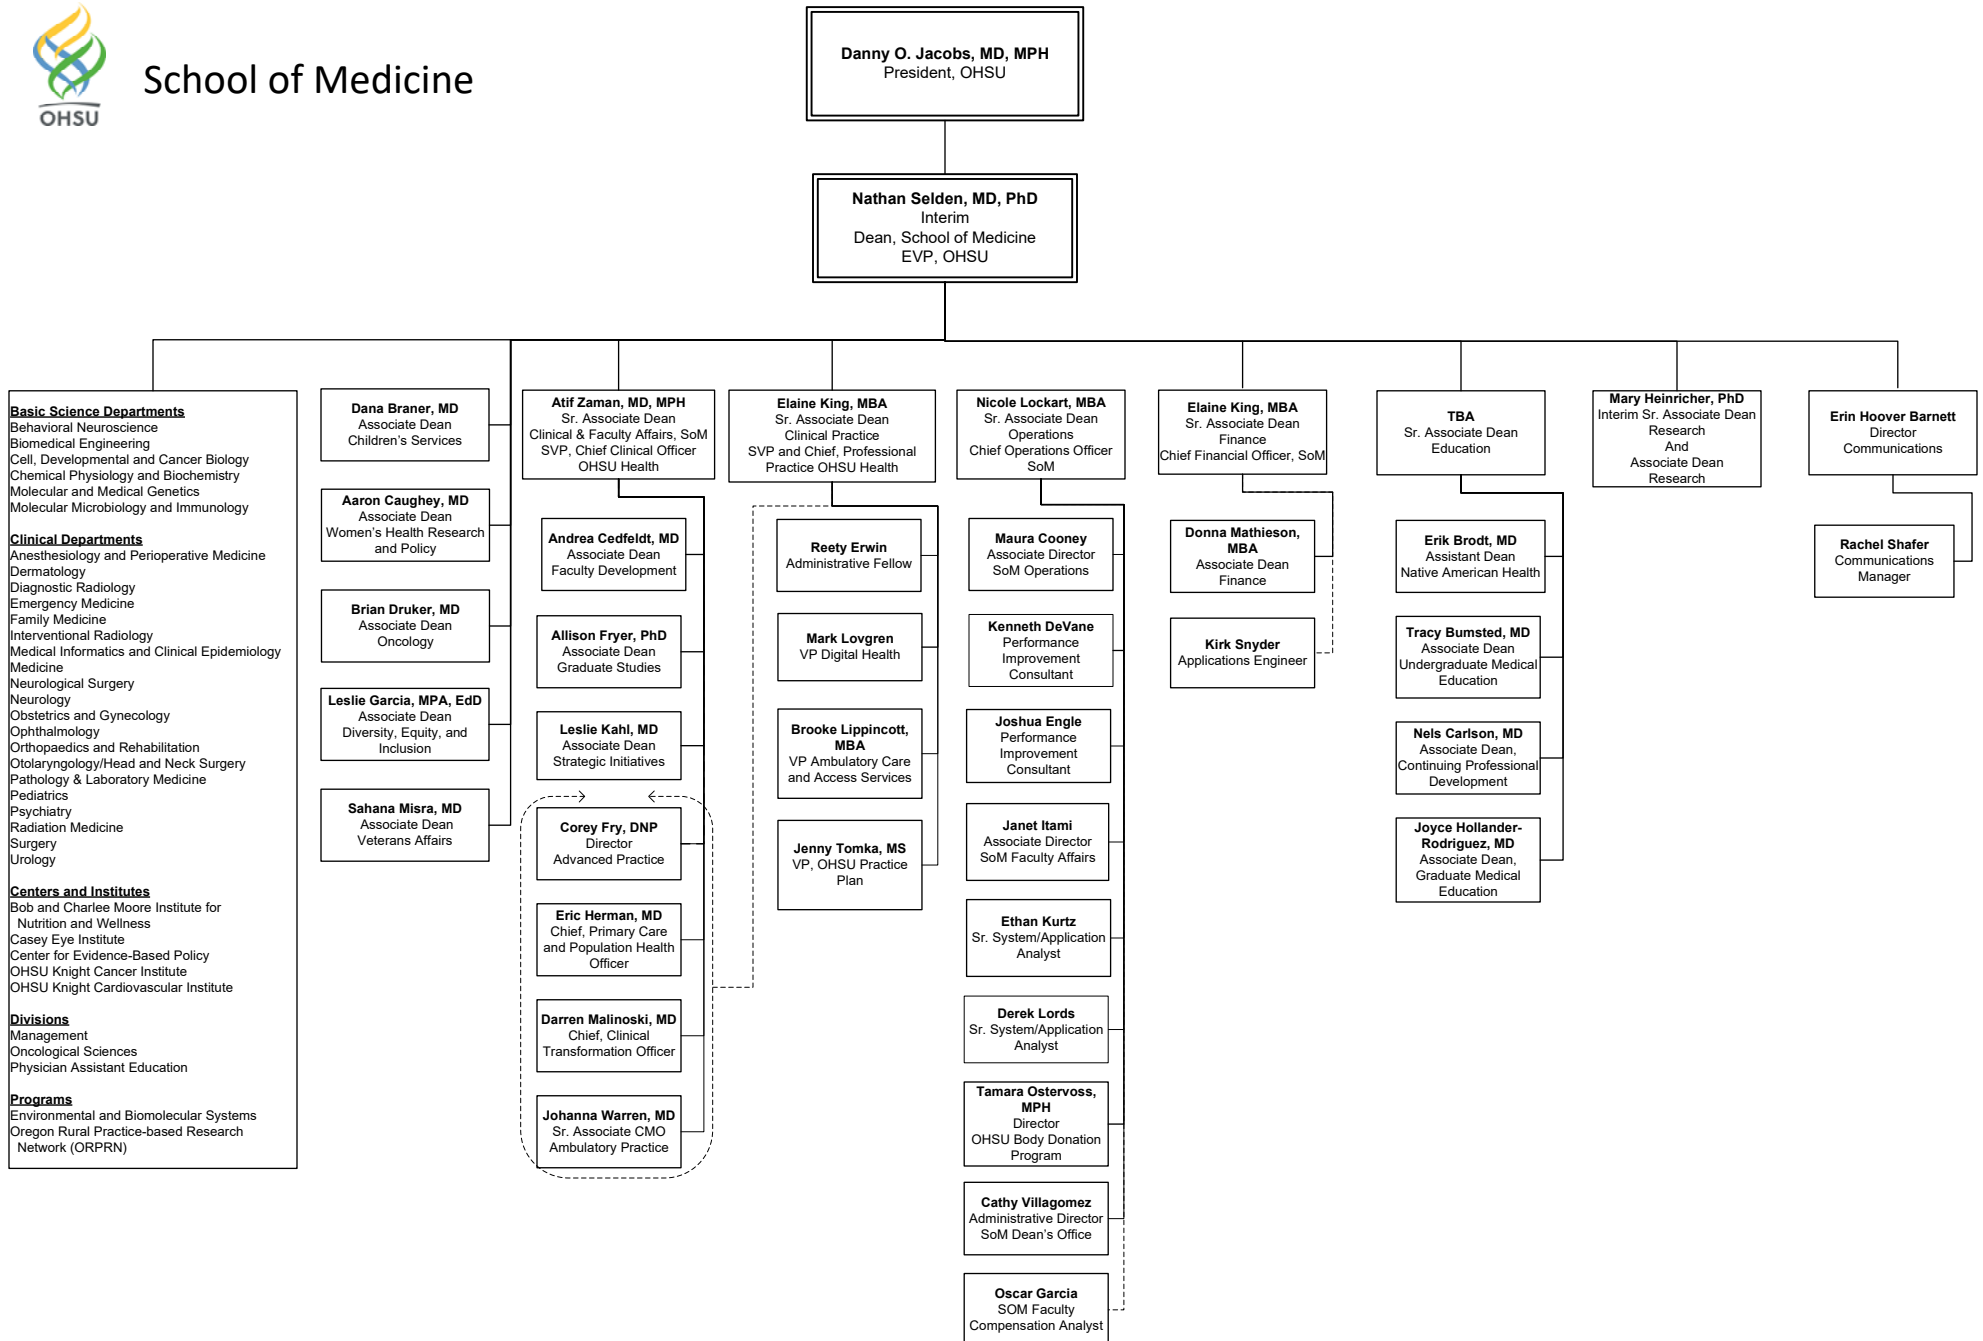 OHSU
School of Medicine
Danny O. Jacobs, MD, MPH
President, OHSU
Nathan Selden, MD, PhD
Interim
Dean, School of Medicine
EVP, OHSU
Basic Science Departments
Behavioral Neuroscience
Biomedical Engineering
Cell, Developmental and Cancer Biology
Chemical Physiology and Biochemistry
Molecular and Medical Genetics
Molecular Microbiology and Immunology
Clinical Departments
Anesthesiology and Perioperative Medicine
Dermatology
Diagnostic Radiology
Emergency Medicine
Family Medicine
Interventional Radiology
Medical Informatics and Clinical Epidemiology
Medicine
Neurological Surgery
Neurology
Obstetrics and Gynecology
Ophthalmology
Orthopaedics and Rehabilitation
Otolaryngology/Head and Neck Surgery
Pathology & Laboratory Medicine
Pediatrics
Psychiatry
Radiation Medicine
Surgery
Urology
Centers and Institutes
Bob and Charlee Moore Institute for
Nutrition and Wellness
Casey Eye Institute
Center for Evidence-Based Policy
OHSU Knight Cancer Institute
OHSU Knight Cardiovascular Institute
Divisions
Management
Oncological Sciences
Physician Assistant Education
Programs
Environmental and Biomolecular Systems
Oregon Rural Practice-based Research
Network (ORPRN)
Dana Braner, MD
Associate Dean
Children's Services
Aaron Caughey, MD
Associate Dean
Women's Health Research
and Policy
Brian Druker, MD
Associate Dean
Oncology
Leslie Garcia, MPA, EdD
Associate Dean
Diversity, Equity, and
Inclusion
Sahana Misra, MD
Associate Dean
Veterans Affairs
Atif Zaman, MD, MPH
Sr. Associate Dean
Clinical & Faculty Affairs, SoM
SVP, Chief Clinical Officer
OHSU Health
Andrea Cedfeldt, MD
Associate Dean
Faculty Development
Allison Fryer, PhD
Associate Dean
Graduate Studies
Leslie Kahl, MD
Associate Dean
Strategic Initiatives
Corey Fry, DNP
Director
Advanced Practice
Eric Herman, MD
Chief, Primary Care
and Population Health
Officer
Darren Malinoski, MD
Chief, Clinical
Transformation Officer
Johanna Warren, MD
Sr. Associate CMO
Ambulatory Practice
Elaine King, MBA
Sr. Associate Dean
Clinical Practice
SVP and Chief, Professional
Practice OHSU Health
Reety Erwin
Administrative Fellow
Mark Lovgren
VP Digital Health
Brooke Lippincott,
MBA
VP Ambulatory Care
and Access Services
Jenny Tomka, MS
VP, OHSU Practice
Plan
Nicole Lockart, MBA
Sr. Associate Dean
Operations
Chief Operations Officer
SoM
Maura Cooney
Associate Director
SoM Operations
Kenneth DeVane
Performance
Improvement
Consultant
Joshua Engle
Performance
Improvement
Consultant
Janet Itami
Associate Director
SoM Faculty Affairs
Ethan Kurtz
Sr. System/Application
Analyst
Derek Lords
Sr. System/Application
Analyst
Tamara Ostervoss,
MPH
Director
OHSU Body Donation
Program
Cathy Villagomez
Administrative Director
SoM Dean's Office
Oscar Garcia
SOM Faculty
Compensation Analyst
Elaine King, MBA
Sr. Associate Dean
Finance
Chief Financial Officer, SoM
Donna Mathieson,
MBA
Associate Dean
Finance
Kirk Snyder
Applications Engineer
TBA
Sr. Associate Dean
Education
Erik Brodt, MD
Assistant Dean
Native American Health
Tracy Bumsted, MD
Associate Dean
Undergraduate Medical
Education
Nels Carlson, MD
Associate Dean,
Continuing Professional
Development
Joyce Hollander-
Rodriguez, MD
Associate Dean,
Graduate Medical
Education
Mary Heinricher, PhD
Interim Sr. Associate Dean
Research
And
Associate Dean
Research
Erin Hoover Barnett
Director
Communications
Rachel Shafer
Communications
Manager